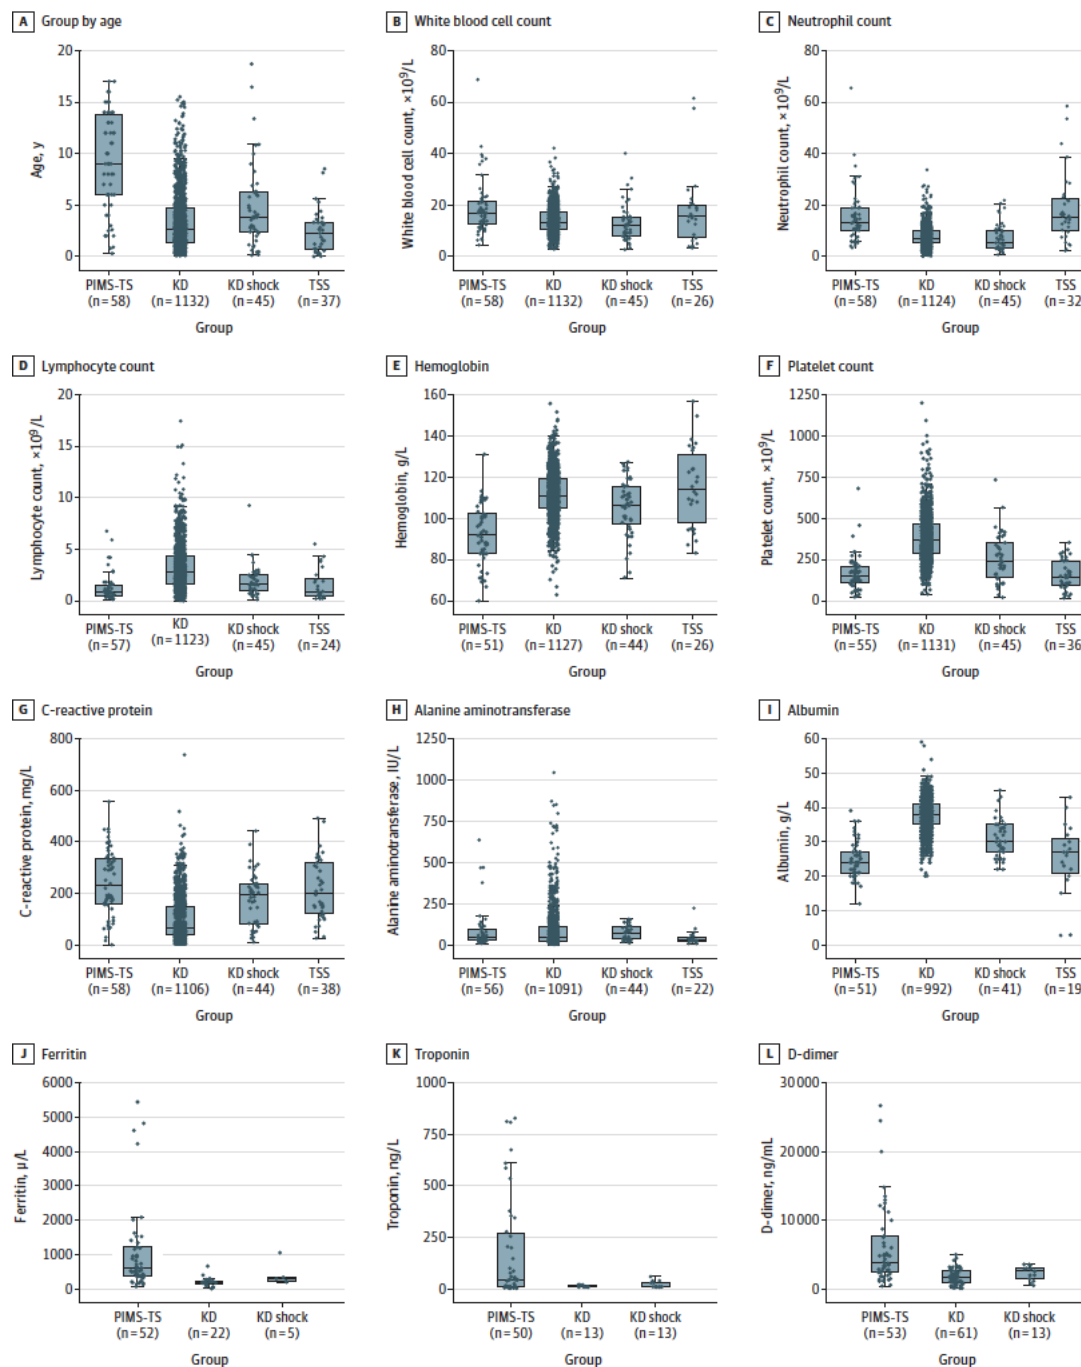 A Group by age
B White blood cell count
C Neutrophil count
20
15
10
5
0
Age, y
80
60
40
20
0
White blood cell count, ×10⁹/L
80
60
40
20
0
Neutrophil count, ×10⁹/L
PIMS-TS KD KD shock TSS
(n=58) (n=1132) (n=45) (n=37)
Group
PIMS-TS KD KD shock TSS
(n=58) (n=1132) (n=45) (n=26)
Group
PIMS-TS KD KD shock TSS
(n=58) (n=1124) (n=45) (n=32
Group
D Lymphocyte count
E Hemoglobin
F Platelet count
20
15
10
5
0
Lymphocyte count, ×10⁹/L
160
140
120
100
80
60
Hemoglobin, g/L
1250
1000
750
500
250
0
Platelet count, ×10⁹/L
PIMS-TS KD KD shock TSS
(n=57) (n=1123) (n=45) (n=24)
Group
PIMS-TS KD KD shock TSS
(n=51) (n=1127) (n=44) (n=26)
Group
PIMS-TS KD KD shock TSS
(n=55) (n=1131) (n=45) (n=36
Group
G C-reactive protein
H Alanine aminotransferase
I Albumin
800
600
400
200
0
C-reactive protein, mg/L
1250
1000
750
500
250
0
Alanine aminotransferase, IU/L
60
50
40
30
20
10
0
Albumin, g/L
PIMS-TS KD KD shock TSS
(n=58) (n=1106) (n=44) (n=38)
Group
PIMS-TS KD KD shock TSS
(n=56) (n=1091) (n=44) (n=22)
Group
PIMS-TS KD KD shock TSS
(n=51) (n=992) (n=41) (n=19
Group
J Ferritin
K Troponin
L D-dimer
6000
5000
4000
3000
2000
1000
0
Ferritin, µ/L
1000
750
500
250
0
Troponin, ng/L
30000
20000
10000
0
D-dimer, ng/mL
PIMS-TS KD KD shock
(n=52) (n=22) (n=5)
Group
PIMS-TS KD KD shock
(n=50) (n=13) (n=13)
Group
PIMS-TS KD KD shock
(n=53) (n=61) (n=13)
Group